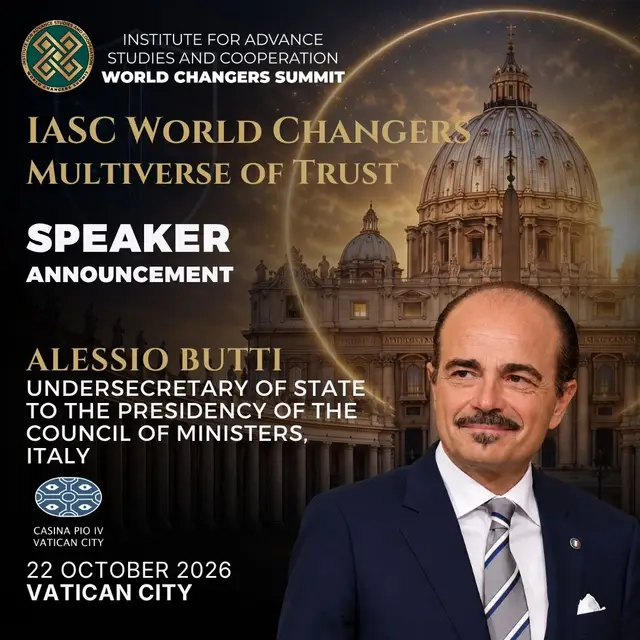 INSTITUTE FOR ADVANCE
STUDIES AND COOPERATION
WORLD CHANGERS SUMMIT
IASC WORLD CHANGERS
MULTIVERSE OF TRUST
SPEAKER
ANNOUNCEMENT
ALESSIO BUTTI
UNDERSECRETARY OF STATE
TO THE PRESIDENCY OF THE
COUNCIL OF MINISTERS,
ITALY
CASINA PIO IV
VATICAN CITY
22 OCTOBER 2026
VATICAN CITY